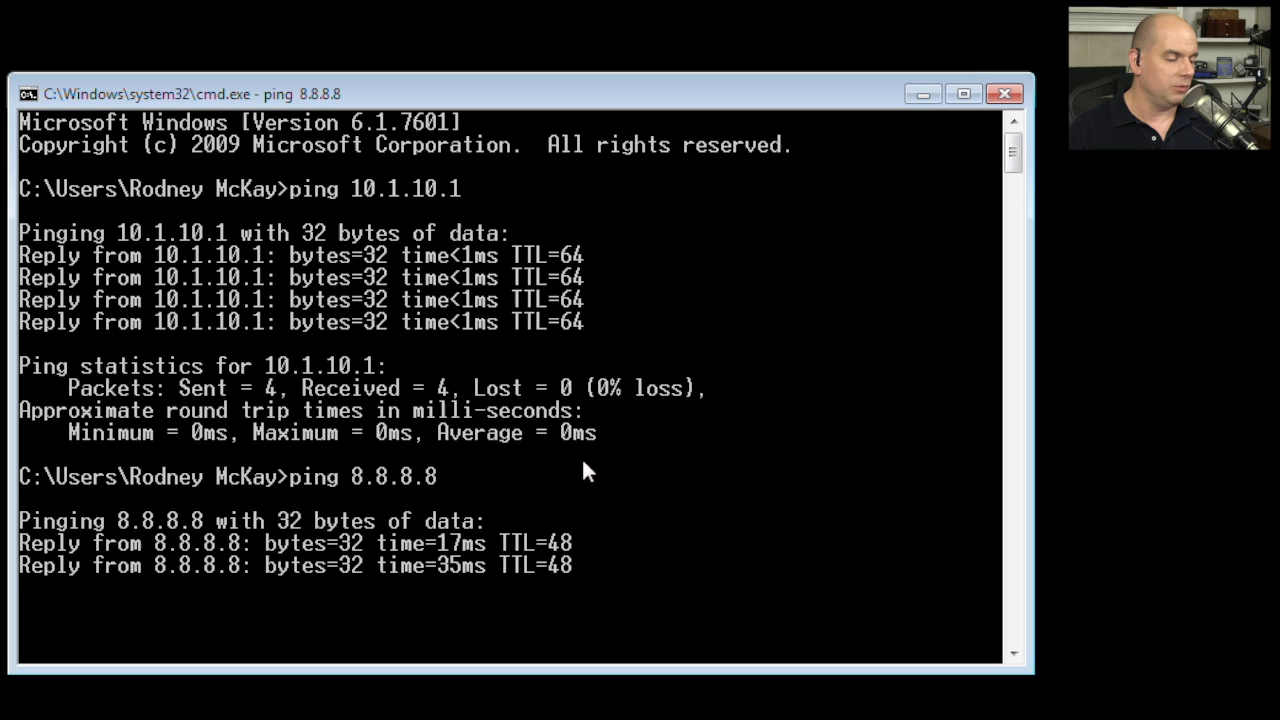 C:\Windows\system32\cmd.exe - ping 8.8.8.8
Microsoft Windows [Version 6.1.7601]
Copyright (c) 2009 Microsoft Corporation.  All rights reserved.
C:\Users\Rodney McKay>ping 10.1.10.1
Pinging 10.1.10.1 with 32 bytes of data:
Reply from 10.1.10.1: bytes=32 time<1ms TTL=64
Reply from 10.1.10.1: bytes=32 time<1ms TTL=64
Reply from 10.1.10.1: bytes=32 time<1ms TTL=64
Reply from 10.1.10.1: bytes=32 time<1ms TTL=64
Ping statistics for 10.1.10.1:
    Packets: Sent = 4, Received = 4, Lost = 0 (0% loss),
Approximate round trip times in milli-seconds:
    Minimum = 0ms, Maximum = 0ms, Average = 0ms
C:\Users\Rodney McKay>ping 8.8.8.8
Pinging 8.8.8.8 with 32 bytes of data:
Reply from 8.8.8.8: bytes=32 time=17ms TTL=48
Reply from 8.8.8.8: bytes=32 time=35ms TTL=48